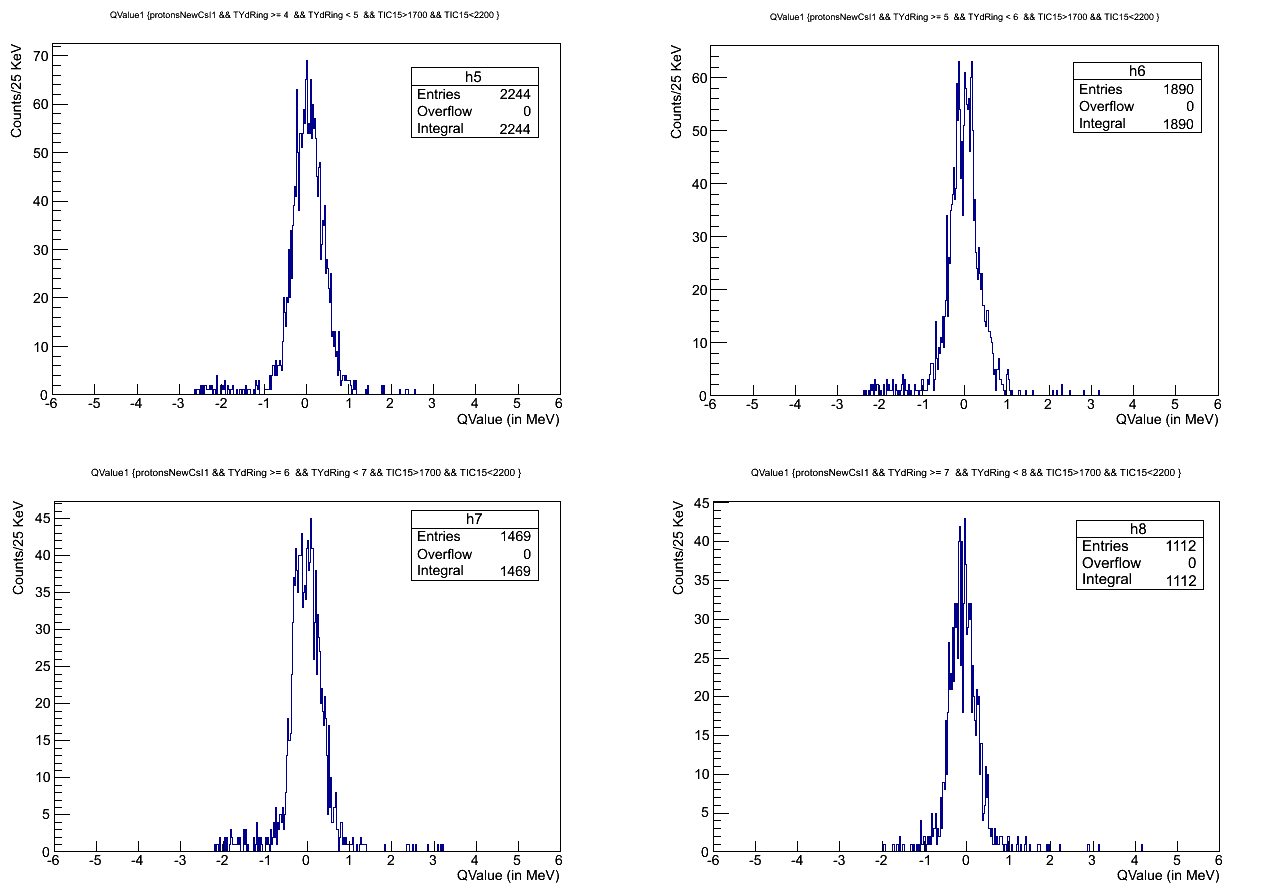 QValue1 {protonsNewCsI1 && TYdRing >= 4 && TYdRing < 5 && TIC15>1700 && TIC15<2200 }
Counts/25 KeV
70
60
50
40
30
20
10
0
h5
Entries 2244
Overflow 0
Integral 2244
-6 -5 -4 -3 -2 -1 0 1 2 3 4 5 6
QValue (in MeV)
QValue1 {protonsNewCsI1 && TYdRing >= 5 && TYdRing < 6 && TIC15>1700 && TIC15<2200 }
Counts/25 KeV
60
50
40
30
20
10
0
h6
Entries 1890
Overflow 0
Integral 1890
-6 -5 -4 -3 -2 -1 0 1 2 3 4 5 6
QValue (in MeV)
QValue1 {protonsNewCsI1 && TYdRing >= 6 && TYdRing < 7 && TIC15>1700 && TIC15<2200 }
Counts/25 KeV
45
40
35
30
25
20
15
10
5
0
h7
Entries 1469
Overflow 0
Integral 1469
-6 -5 -4 -3 -2 -1 0 1 2 3 4 5 6
QValue (in MeV)
QValue1 {protonsNewCsI1 && TYdRing >= 7 && TYdRing < 8 && TIC15>1700 && TIC15<2200 }
Counts/25 KeV
45
40
35
30
25
20
15
10
5
0
h8
Entries 1112
Overflow 0
Integral 1112
-6 -5 -4 -3 -2 -1 0 1 2 3 4 5 6
QValue (in MeV)